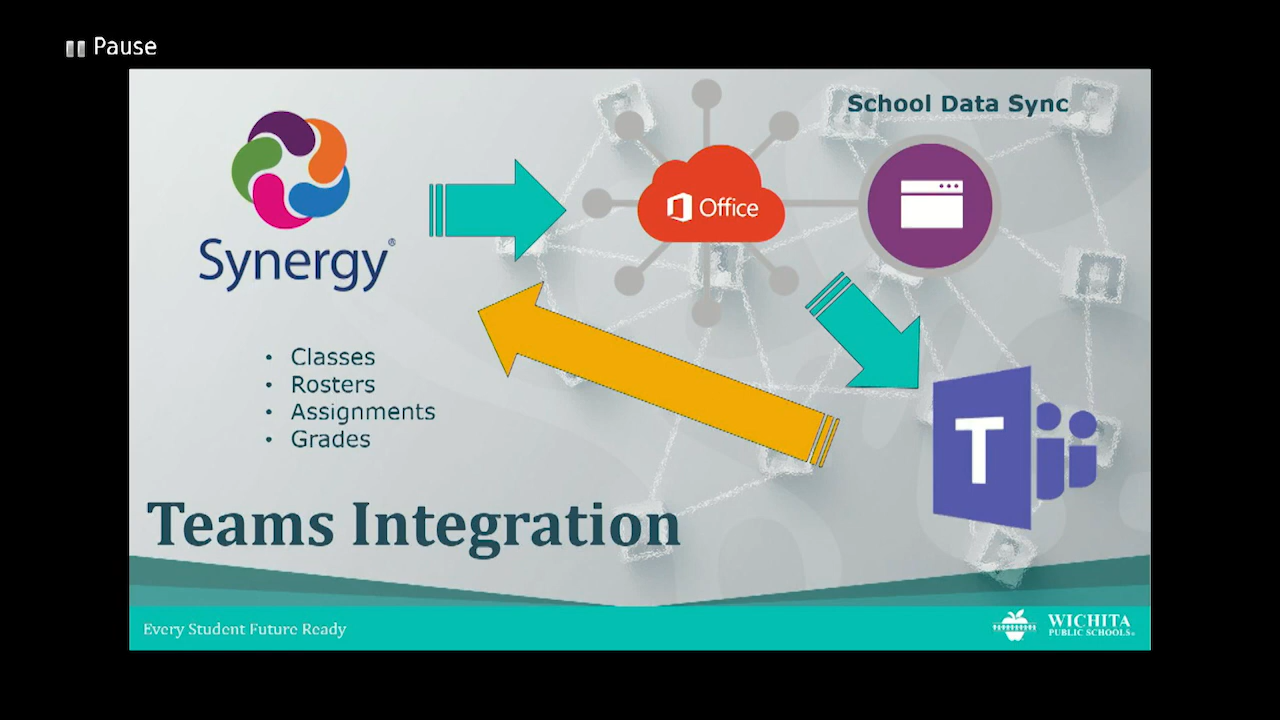 Pause
School Data Sync
Office
Synergy®
• Classes
• Rosters
• Assignments
• Grades
T
Teams Integration
Every Student Future Ready
WICHITA
PUBLIC SCHOOLS®